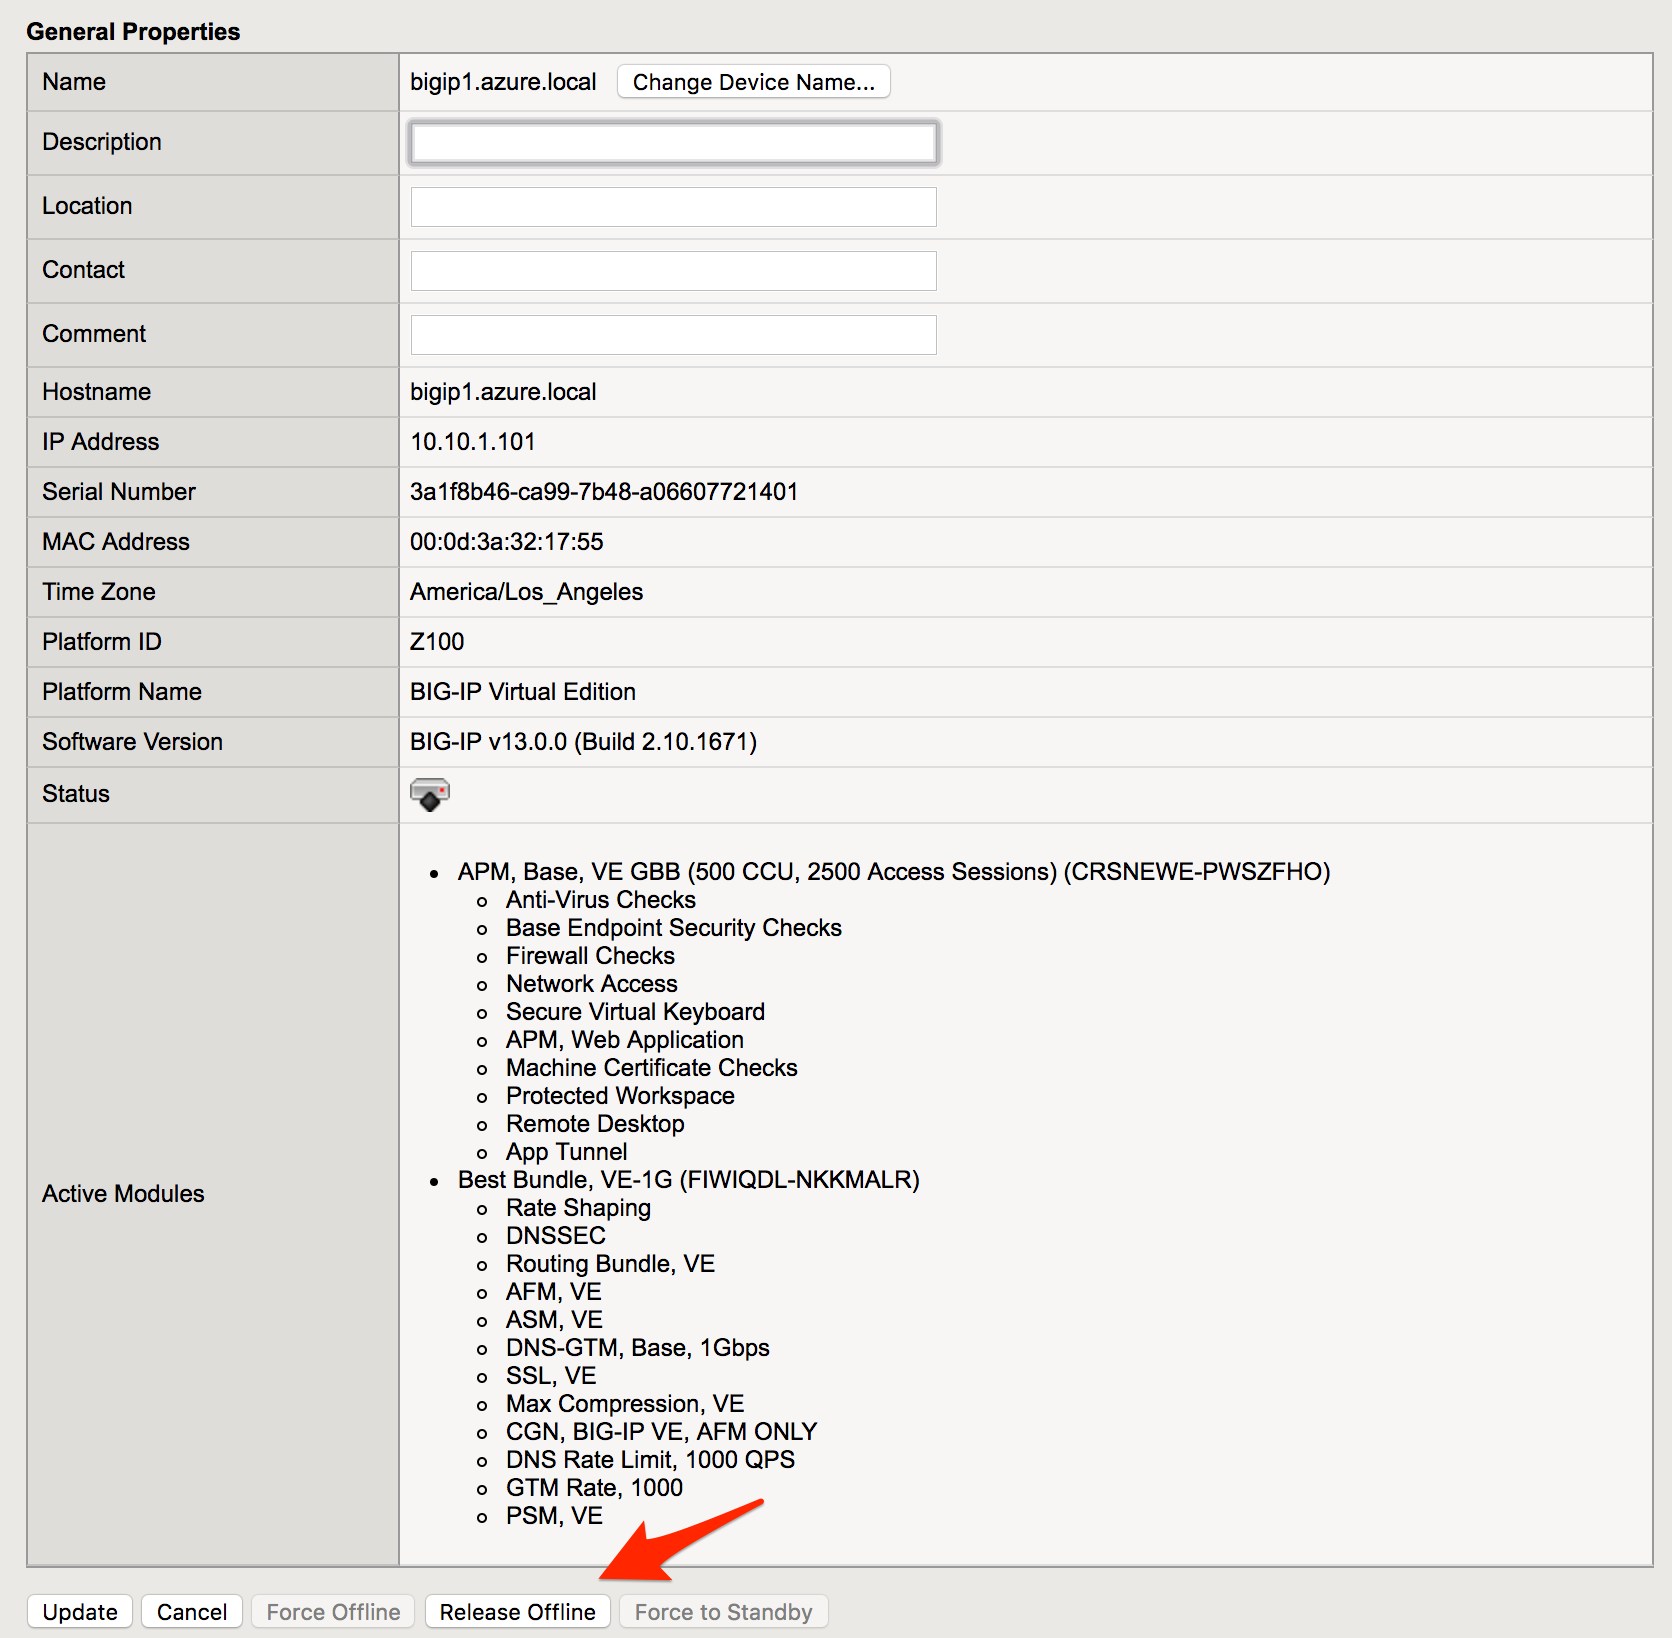 General Properties
Name
bigip1.azure.local Change Device Name...
Description
Location
Contact
Comment
Hostname
bigip1.azure.local
IP Address
10.10.1.101
Serial Number
3a1f8b46-ca99-7b48-a06607721401
MAC Address
00:0d:3a:32:17:55
Time Zone
America/Los_Angeles
Platform ID
Z100
Platform Name
BIG-IP Virtual Edition
Software Version
BIG-IP v13.0.0 (Build 2.10.1671)
Status
Active Modules
APM, Base, VE GBB (500 CCU, 2500 Access Sessions) (CRSNEWE-PWSZFHO)
Anti-Virus Checks
Base Endpoint Security Checks
Firewall Checks
Network Access
Secure Virtual Keyboard
APM, Web Application
Machine Certificate Checks
Protected Workspace
Remote Desktop
App Tunnel
Best Bundle, VE-1G (FIWIQDL-NKKMALR)
Rate Shaping
DNSSEC
Routing Bundle, VE
AFM, VE
ASM, VE
DNS-GTM, Base, 1Gbps
SSL, VE
Max Compression, VE
CGN, BIG-IP VE, AFM ONLY
DNS Rate Limit, 1000 QPS
GTM Rate, 1000
PSM, VE
Update Cancel Force Offline Release Offline Force to Standby